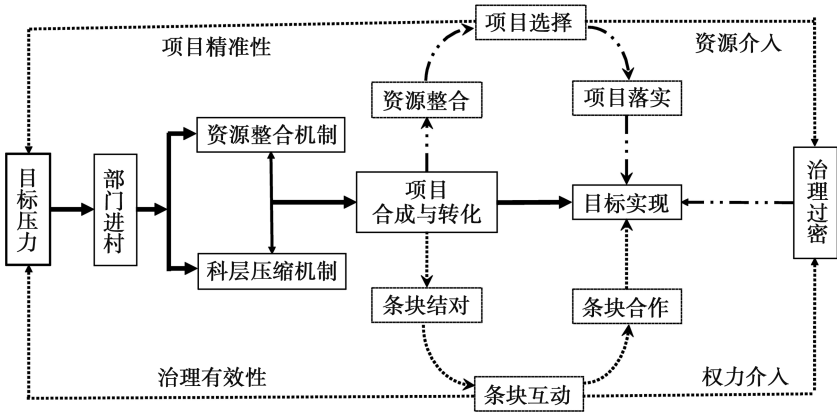 项目选择
项目精准性
资源介入
资源整合
项目落实
资源整合机制
目标压力
部门进村
项目
合成与转化
目标实现
治理过密
科层压缩机制
条块结对
条块合作
治理有效性
权力介入
条块互动